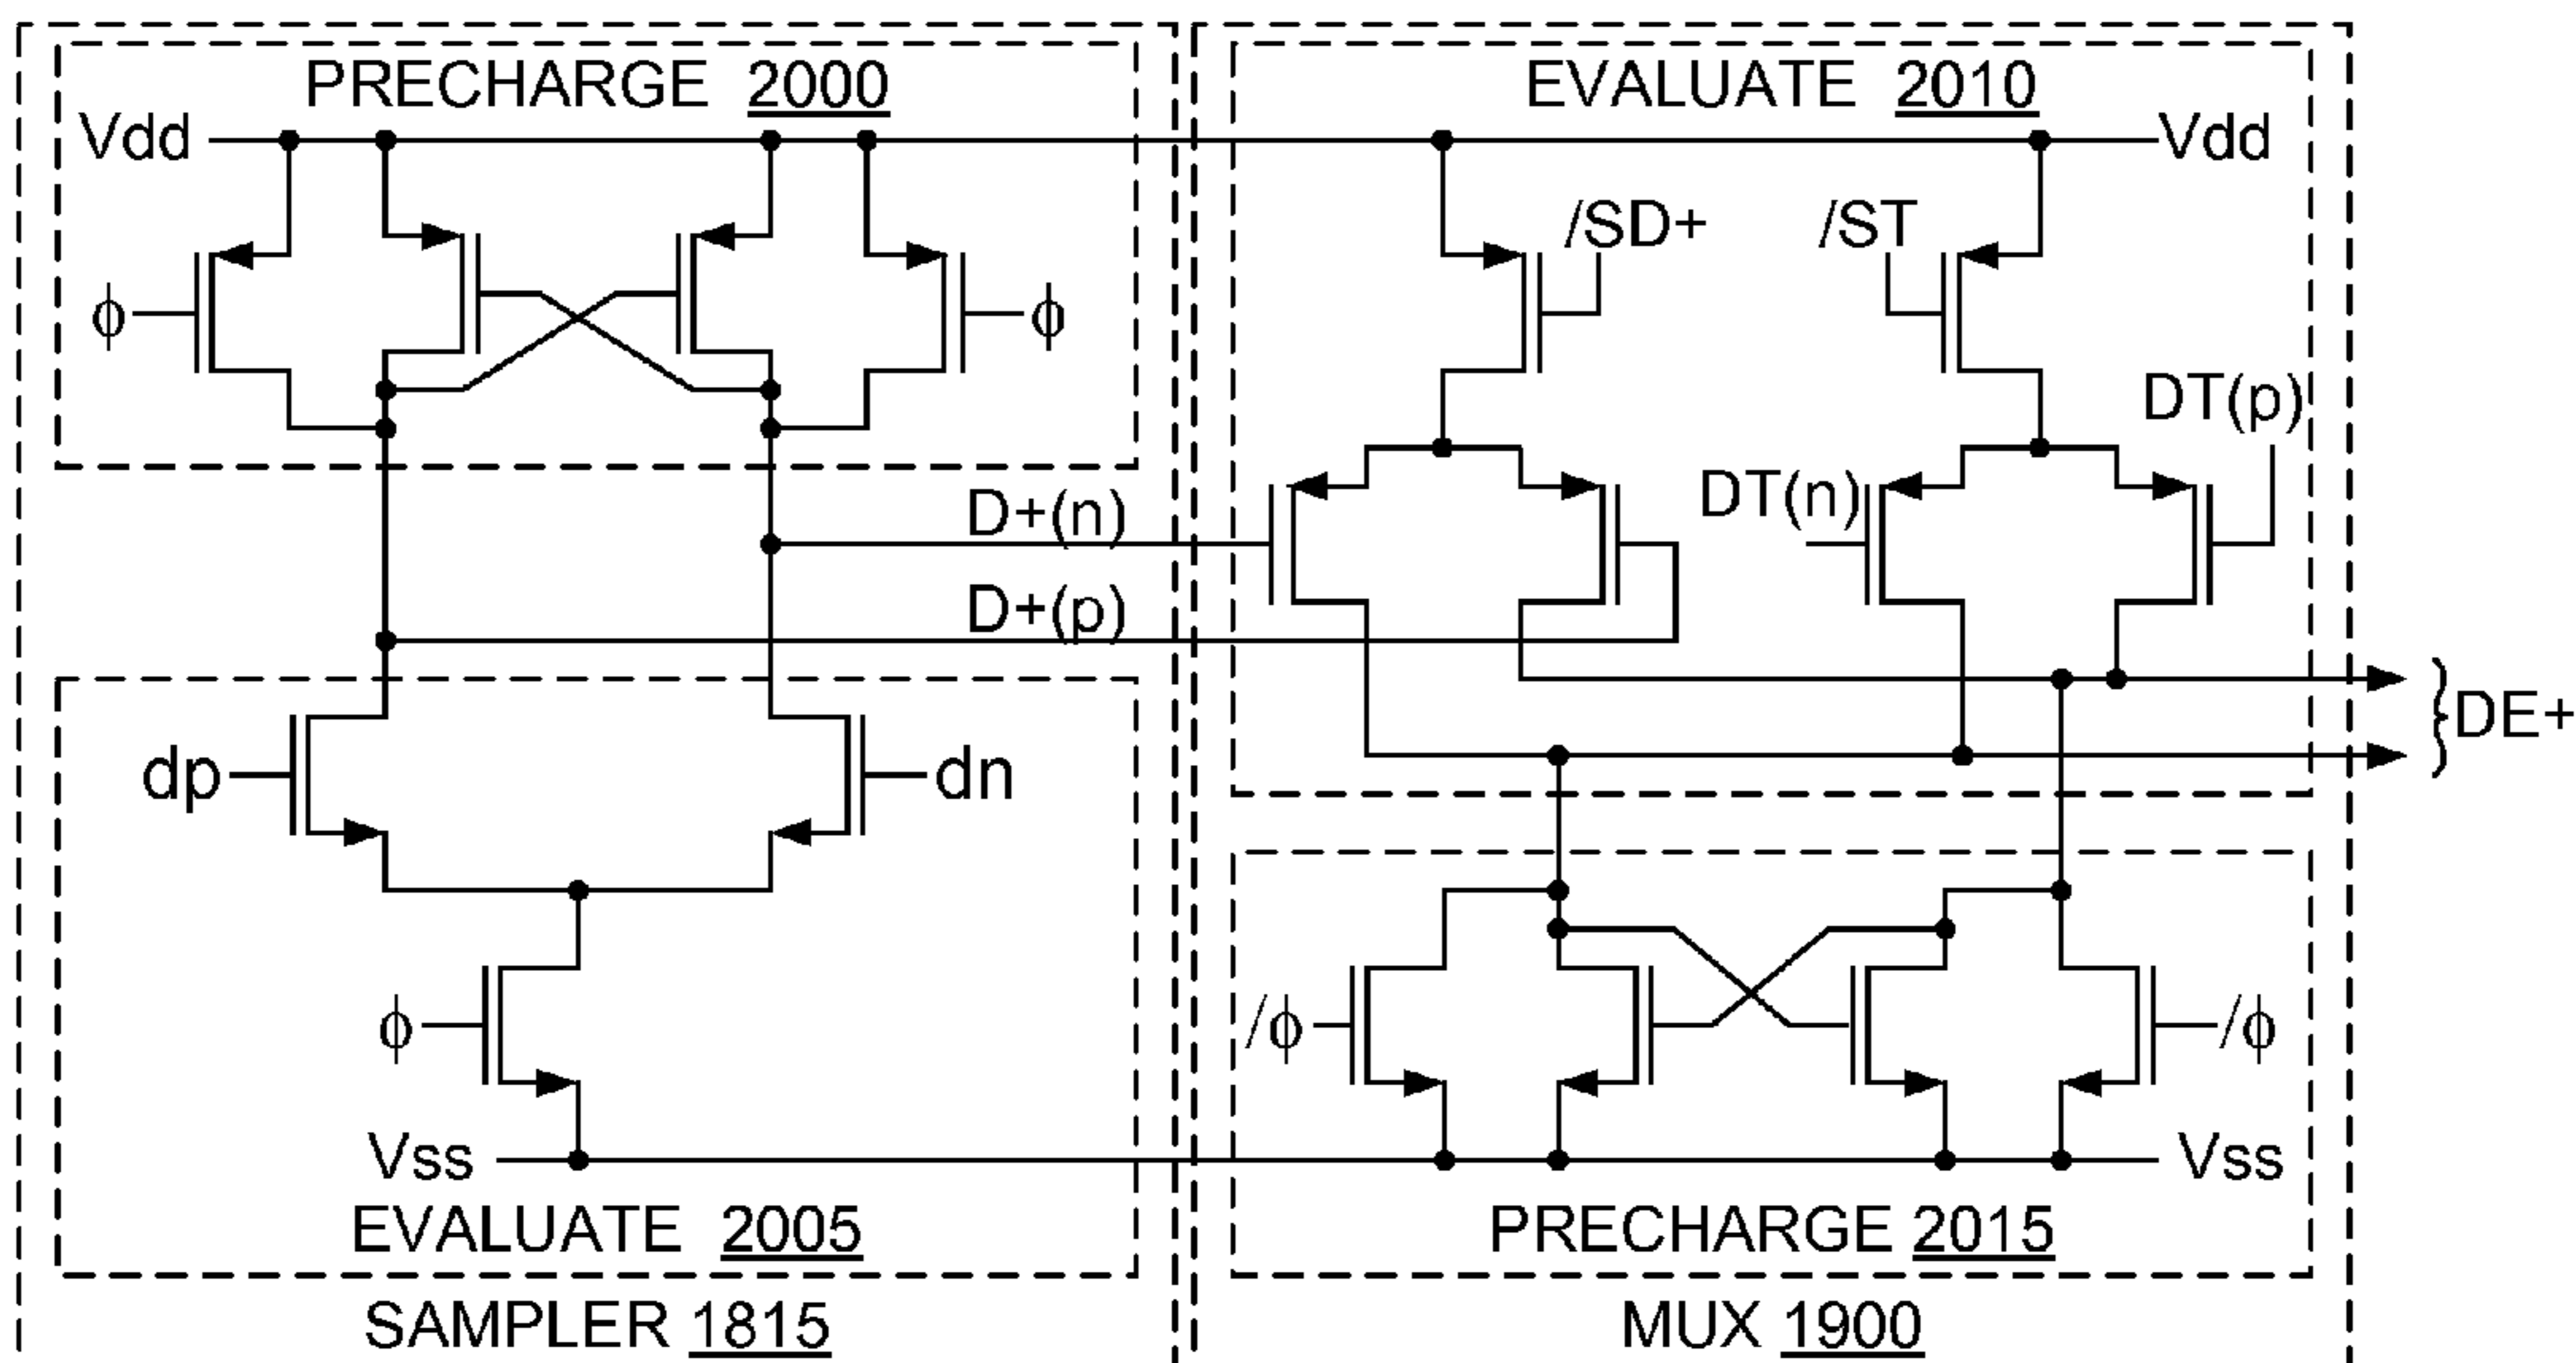 PRECHARGE 2000
EVALUATE 2010
Vdd
Vdd
/SD+
/ST
ϕ
ϕ
DT(p)
DT(n)
D+(n)
D+(p)
DE+
dp
dn
ϕ
/ϕ
/ϕ
Vss
Vss
EVALUATE 2005
PRECHARGE 2015
SAMPLER 1815
MUX 1900